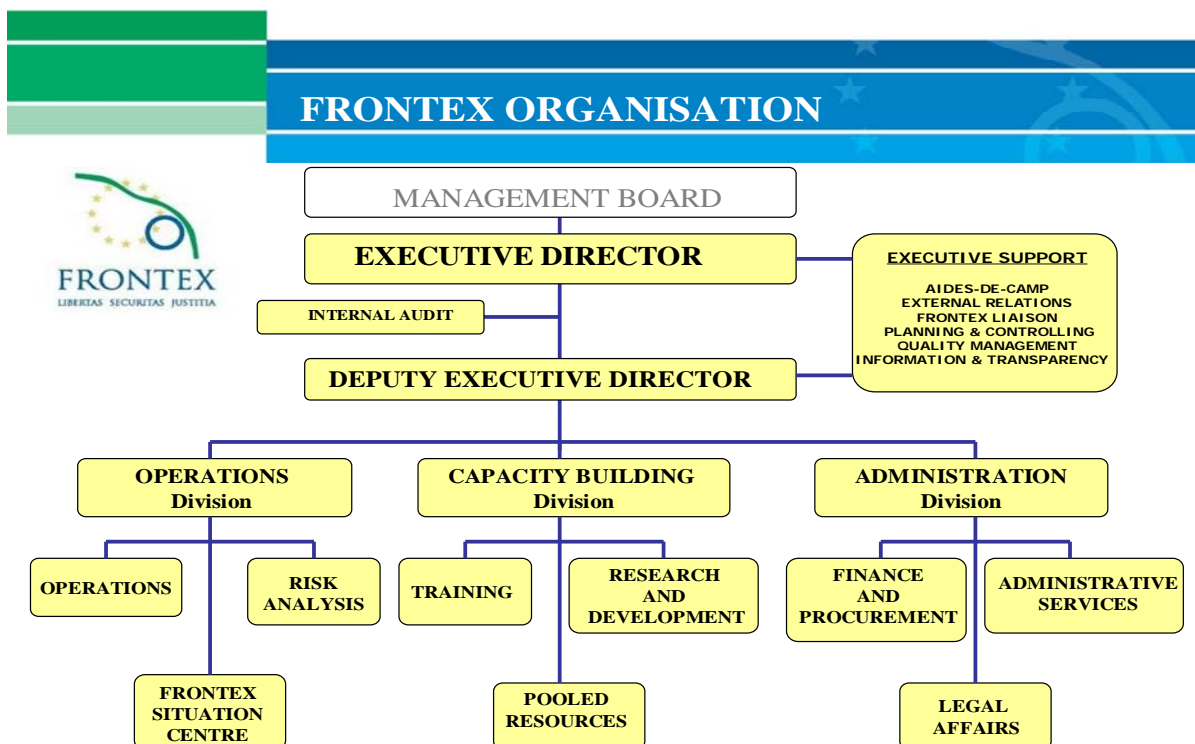 FRONTEX ORGANISATION
FRONTEX
LIBERTAS SECURITAS JUSTITIA
MANAGEMENT BOARD
EXECUTIVE DIRECTOR
EXECUTIVE SUPPORT
AIDES-DE-CAMP
EXTERNAL RELATIONS
FRONTEX LIAISON
PLANNING & CONTROLLING
QUALITY MANAGEMENT
INFORMATION & TRANSPARENCY
INTERNAL AUDIT
DEPUTY EXECUTIVE DIRECTOR
OPERATIONS
Division
CAPACITY BUILDING
Division
ADMINISTRATION
Division
OPERATIONS
RISK
ANALYSIS
TRAINING
RESEARCH
AND
DEVELOPMENT
FINANCE
AND
PROCUREMENT
ADMINISTRATIVE
SERVICES
FRONTEX
SITUATION
CENTRE
POOLED
RESOURCES
LEGAL
AFFAIRS